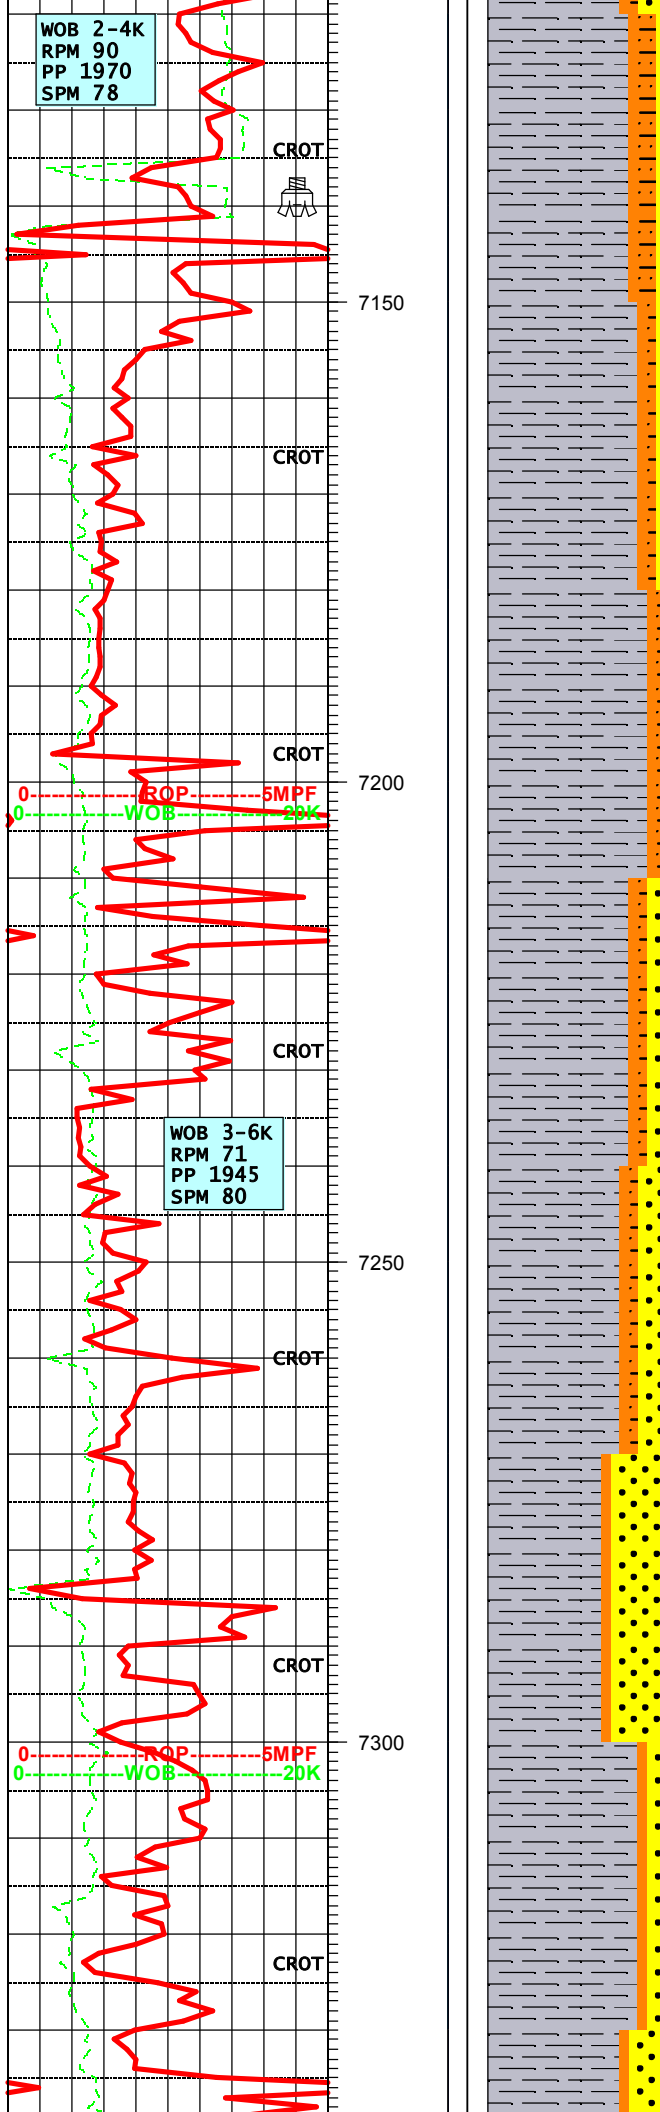 WOB 2-4K
RPM 90
PP 1970
SPM 78
CROT
7150
CROT
CROT
7200
0----------ROP----------5MPF
0----------WOB----------20K
CROT
WOB 3-6K
RPM 71
PP 1945
SPM 80
7250
CROT
CROT
7300
0----------ROP----------5MPF
0----------WOB----------20K
CROT